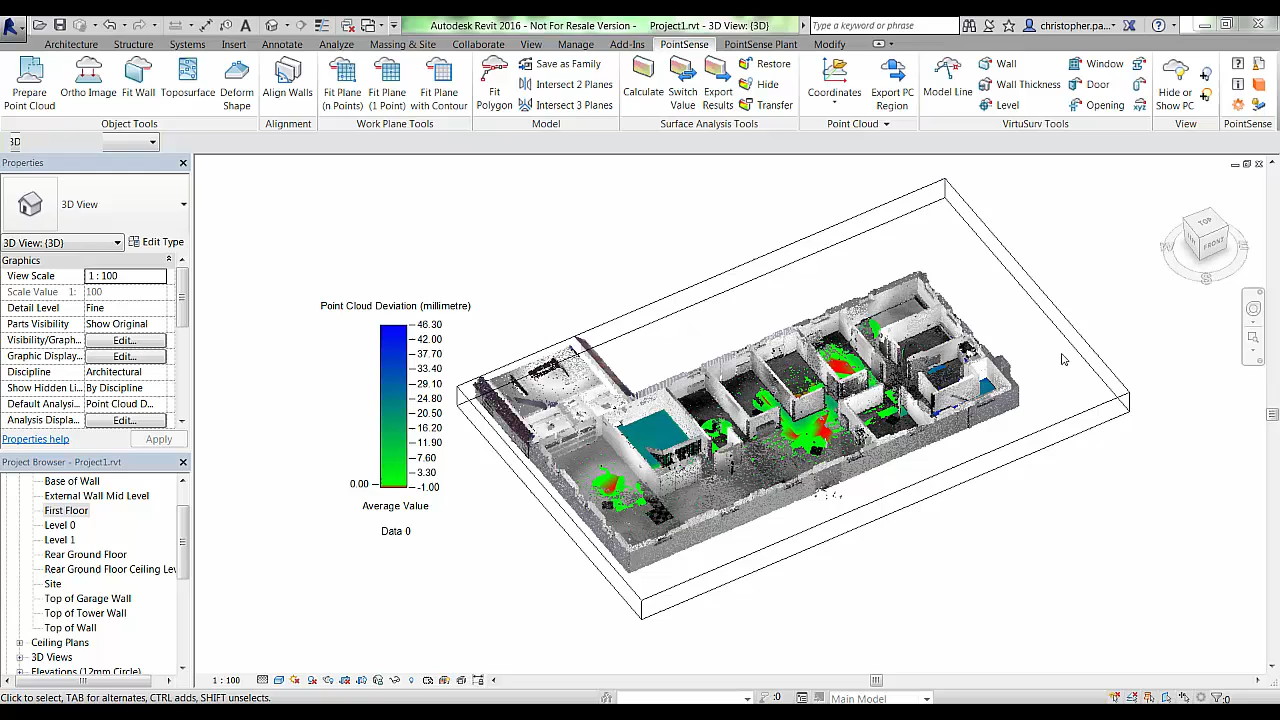 Autodesk Revit 2016 - Not For Resale Version -    Project1.rvt - 3D View: {3D}
Type a keyword or phrase
christopher.pa...
Architecture Structure Systems Insert Annotate Analyze Massing & Site Collaborate View Manage Add-Ins PointSense PointSense Plant Modify
Prepare Point Cloud
Ortho Image
Fit Wall
Toposurface
Deform Shape
Object Tools
Align Walls
Alignment
Fit Plane (n Points)
Fit Plane (1 Point)
Fit Plane with Contour
Work Plane Tools
Fit Polygon
Save as Family
Intersect 2 Planes
Intersect 3 Planes
Model
Calculate
Switch Value
Export Results
Restore
Hide
Transfer
Surface Analysis Tools
Coordinates
Export PC Region
Point Cloud
Model Line
Wall
Wall Thickness
Level
Window
Door
Opening
VirtuSurv Tools
Hide or Show PC
View
PointSense
3D
Properties
3D View
3D View: {3D}
Edit Type
Graphics
View Scale 1 : 100
Scale Value 1: 100
Detail Level Fine
Parts Visibility Show Original
Visibility/Graph... Edit...
Graphic Display... Edit...
Discipline Architectural
Show Hidden Li... By Discipline
Default Analysi... Point Cloud D...
Analysis Displa... Edit...
Properties help
Apply
Project Browser - Project1.rvt
Base of Wall
External Wall Mid Level
First Floor
Level 0
Level 1
Rear Ground Floor
Rear Ground Floor Ceiling Lev
Site
Top of Garage Wall
Top of Tower Wall
Top of Wall
Ceiling Plans
3D Views
Elevations (12mm Circle)
Point Cloud Deviation (millimetre)
46.30
42.00
37.70
33.40
29.10
24.80
20.50
16.20
11.90
7.60
3.30
0.00
-1.00
Average Value
Data 0
TOP
FRONT
1 : 100
Click to select, TAB for alternates, CTRL adds, SHIFT unselects.
:0
Main Model
:0